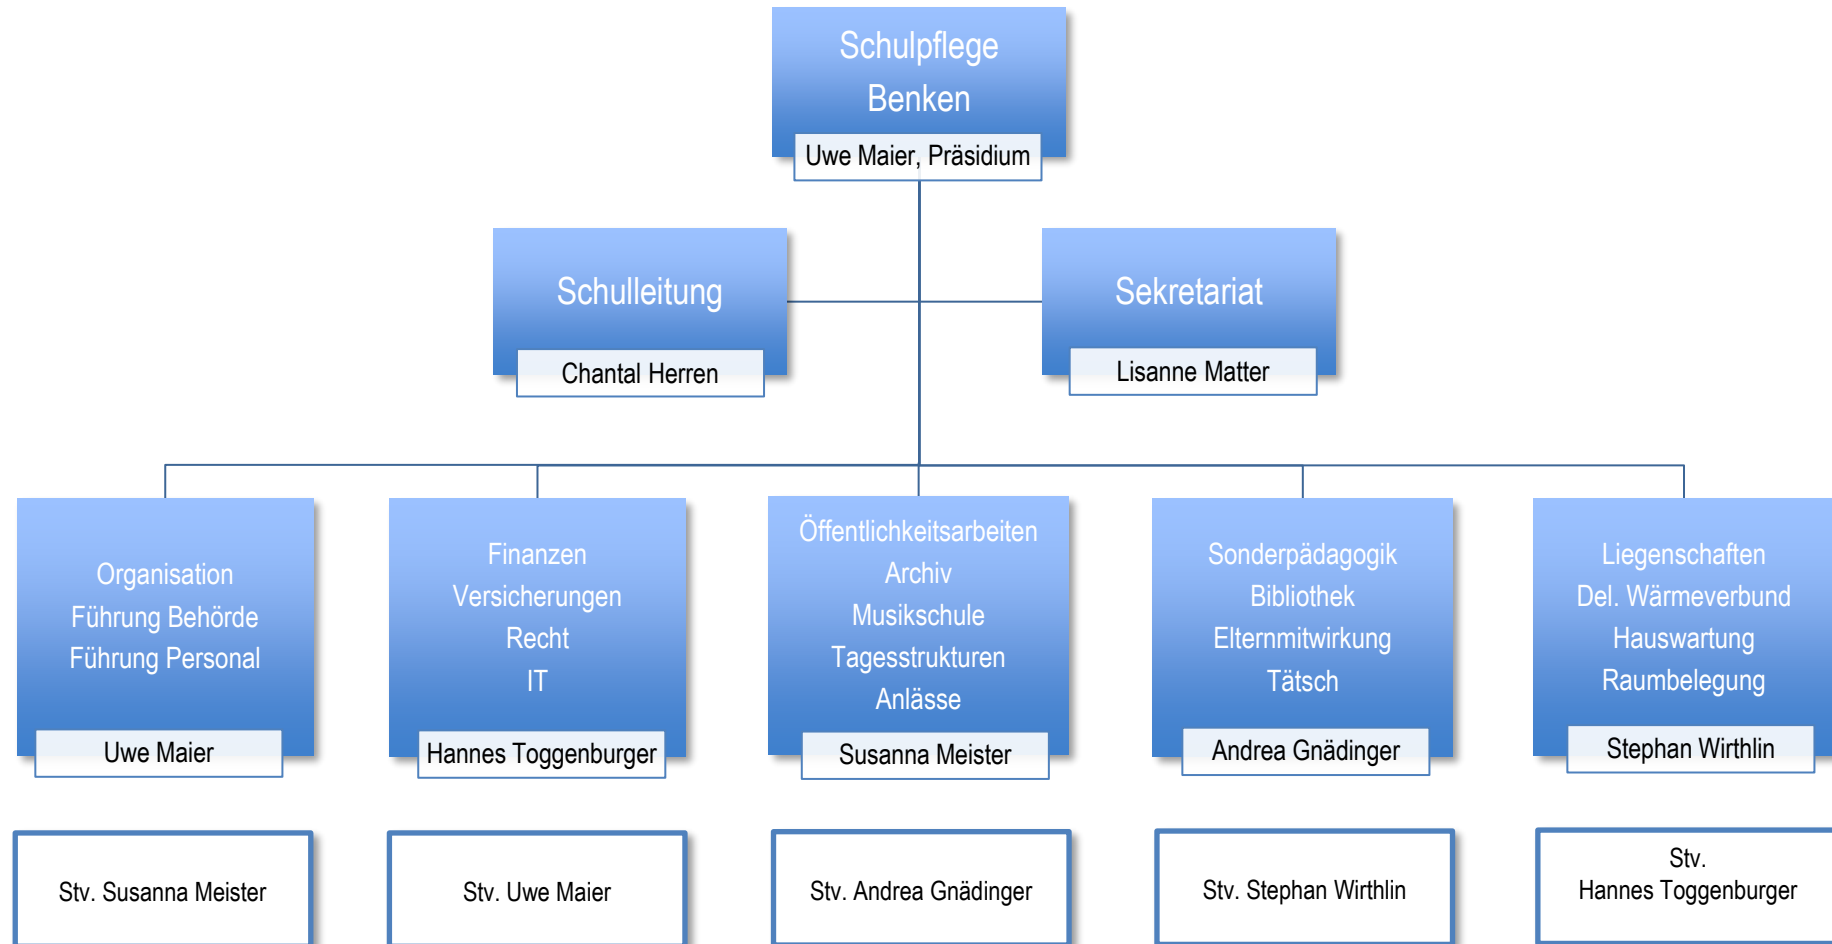 Schulpflege
Benken
Uwe Maier, Präsidium
Schulleitung
Chantal Herren
Sekretariat
Lisanne Matter
Organisation
Führung Behörde
Führung Personal
Uwe Maier
Finanzen
Versicherungen
Recht
IT
Hannes Toggenburger
Öffentlichkeitsarbeiten
Archiv
Musikschule
Tagesstrukturen
Anlässe
Susanna Meister
Sonderpädagogik
Bibliothek
Elternmitwirkung
Tätsch
Andrea Gnädinger
Liegenschaften
Del. Wärmeverbund
Hauswartung
Raumbelegung
Stephan Wirthlin
Stv. Susanna Meister
Stv. Uwe Maier
Stv. Andrea Gnädinger
Stv. Stephan Wirthlin
Stv.
Hannes Toggenburger